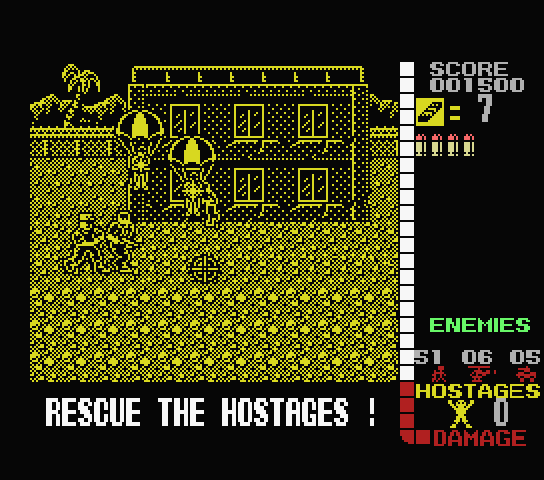 SCORE
001500
= 7
ENEMIES
51 06 05
HOSTAGES
0
DAMAGE
RESCUE THE HOSTAGES !